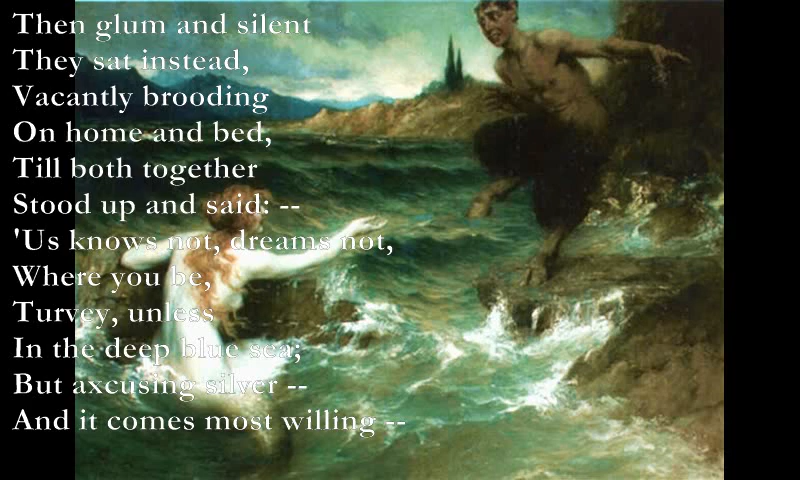 Then glum and silent
They sat instead,
Vacantly brooding
On home and bed,
Till both together
Stood up and said: --
'Us knows not, dreams not,
Where you be,
Turvey, unless
In the deep blue sea;
But axcusing silver --
And it comes most willing --